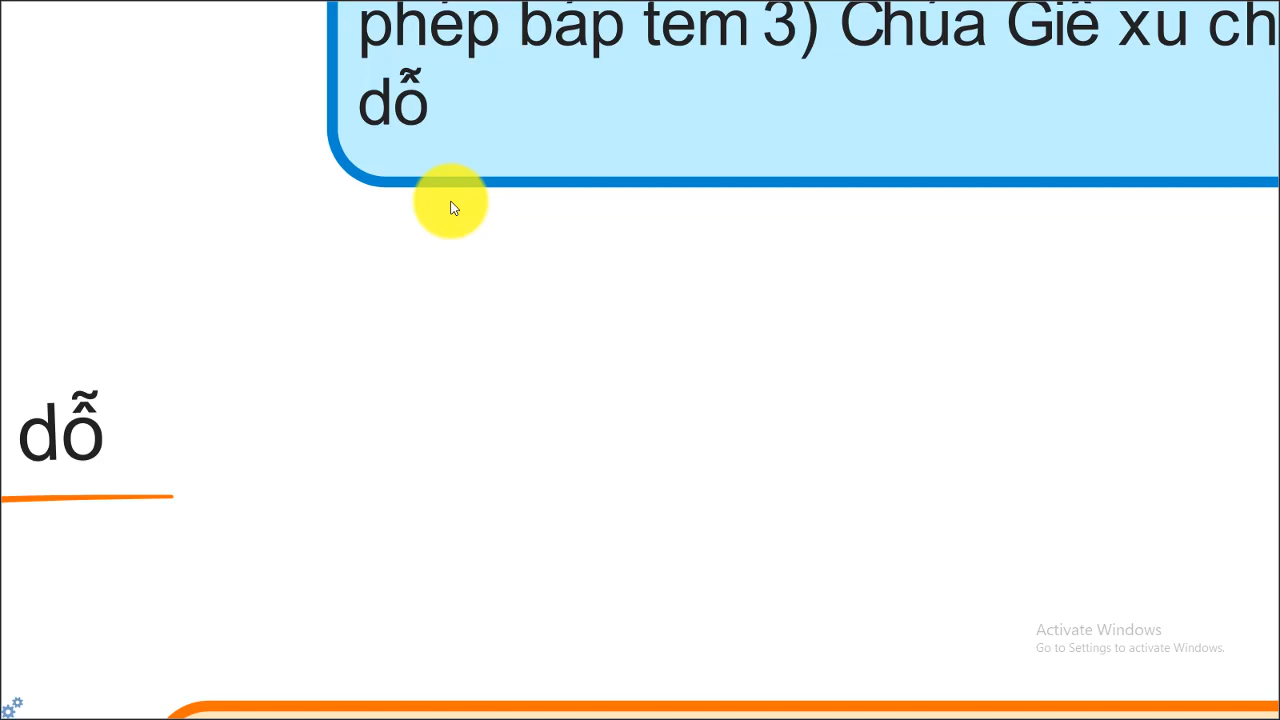 phép báp tem 3) Chúa Giê xu ch
dỗ
dỗ
Activate Windows
Go to Settings to activate Windows.